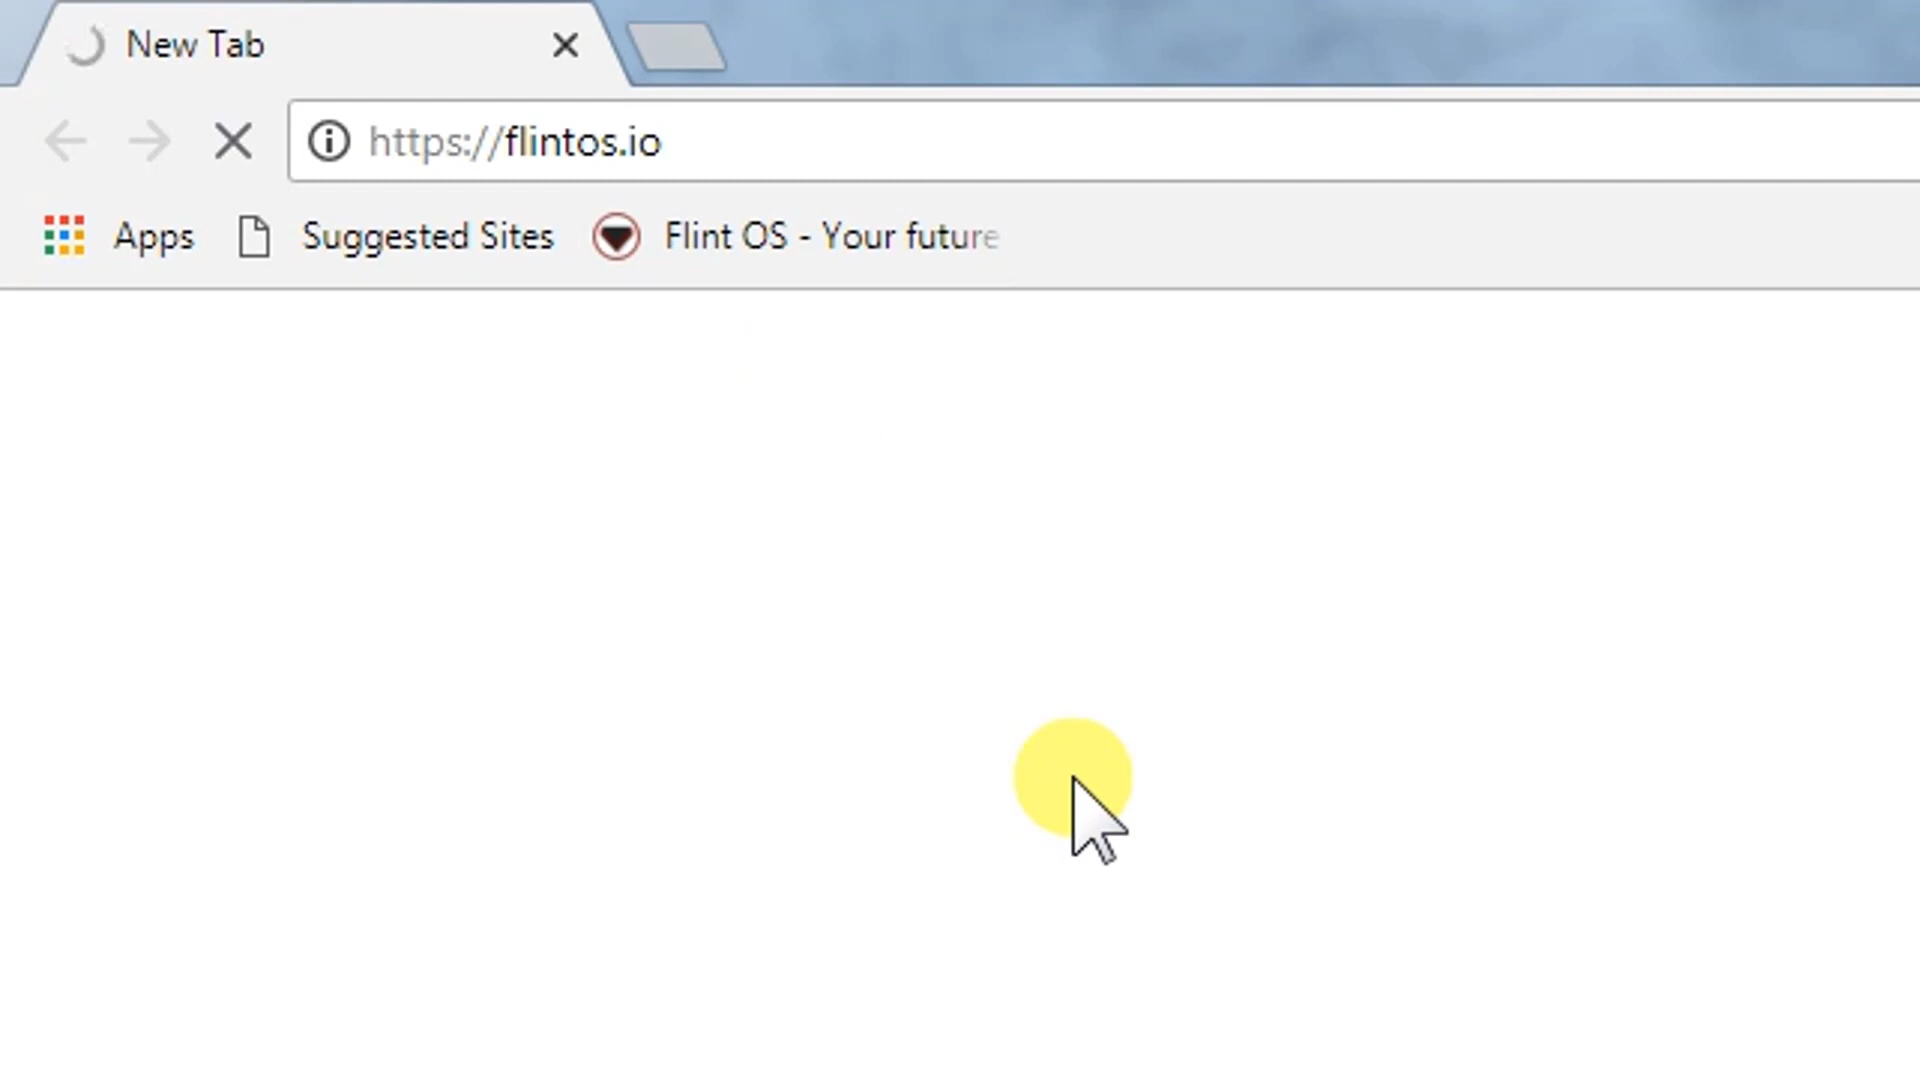 New Tab
https://flintos.io
Apps Suggested Sites Flint OS - Your future